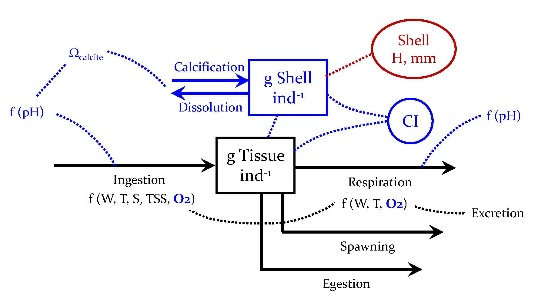 Shell
H, mm
Ωcalcite
Calcification
g Shell
ind⁻¹
Dissolution
f (pH)
CI
f (pH)
g Tissue
ind⁻¹
Ingestion
f (W, T, S, TSS, O2)
Respiration
f (W, T. O2)
Excretion
Spawning
Egestion